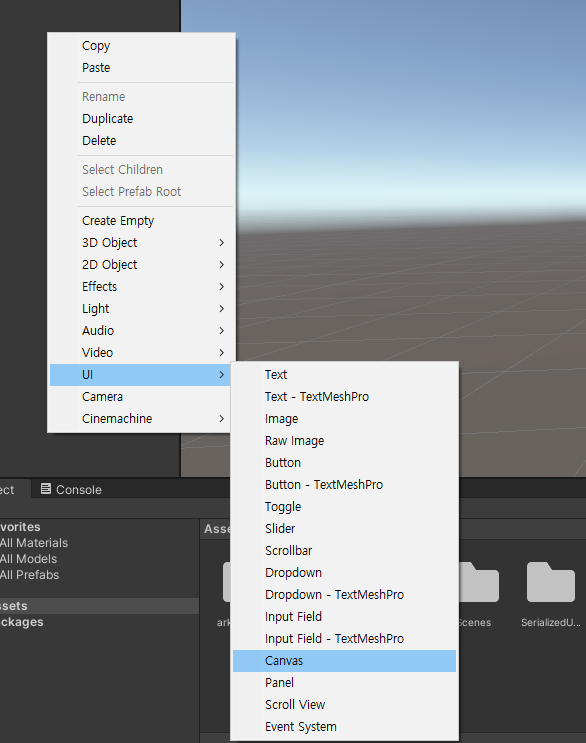 Copy
Paste
Rename
Duplicate
Delete
Select Children
Select Prefab Root
Create Empty
3D Object
2D Object
Effects
Light
Audio
Video
UI
Camera
Cinemachine
Text
Text - TextMeshPro
Image
Raw Image
Button
Button - TextMeshPro
Toggle
Slider
Scrollbar
Dropdown
Dropdown - TextMeshPro
Input Field
Input Field - TextMeshPro
Canvas
Panel
Scroll View
Event System
ect
Console
vorites
All Materials
All Models
All Prefabs
ssets
ckages
Asse
ark
Scenes
SerializedU...